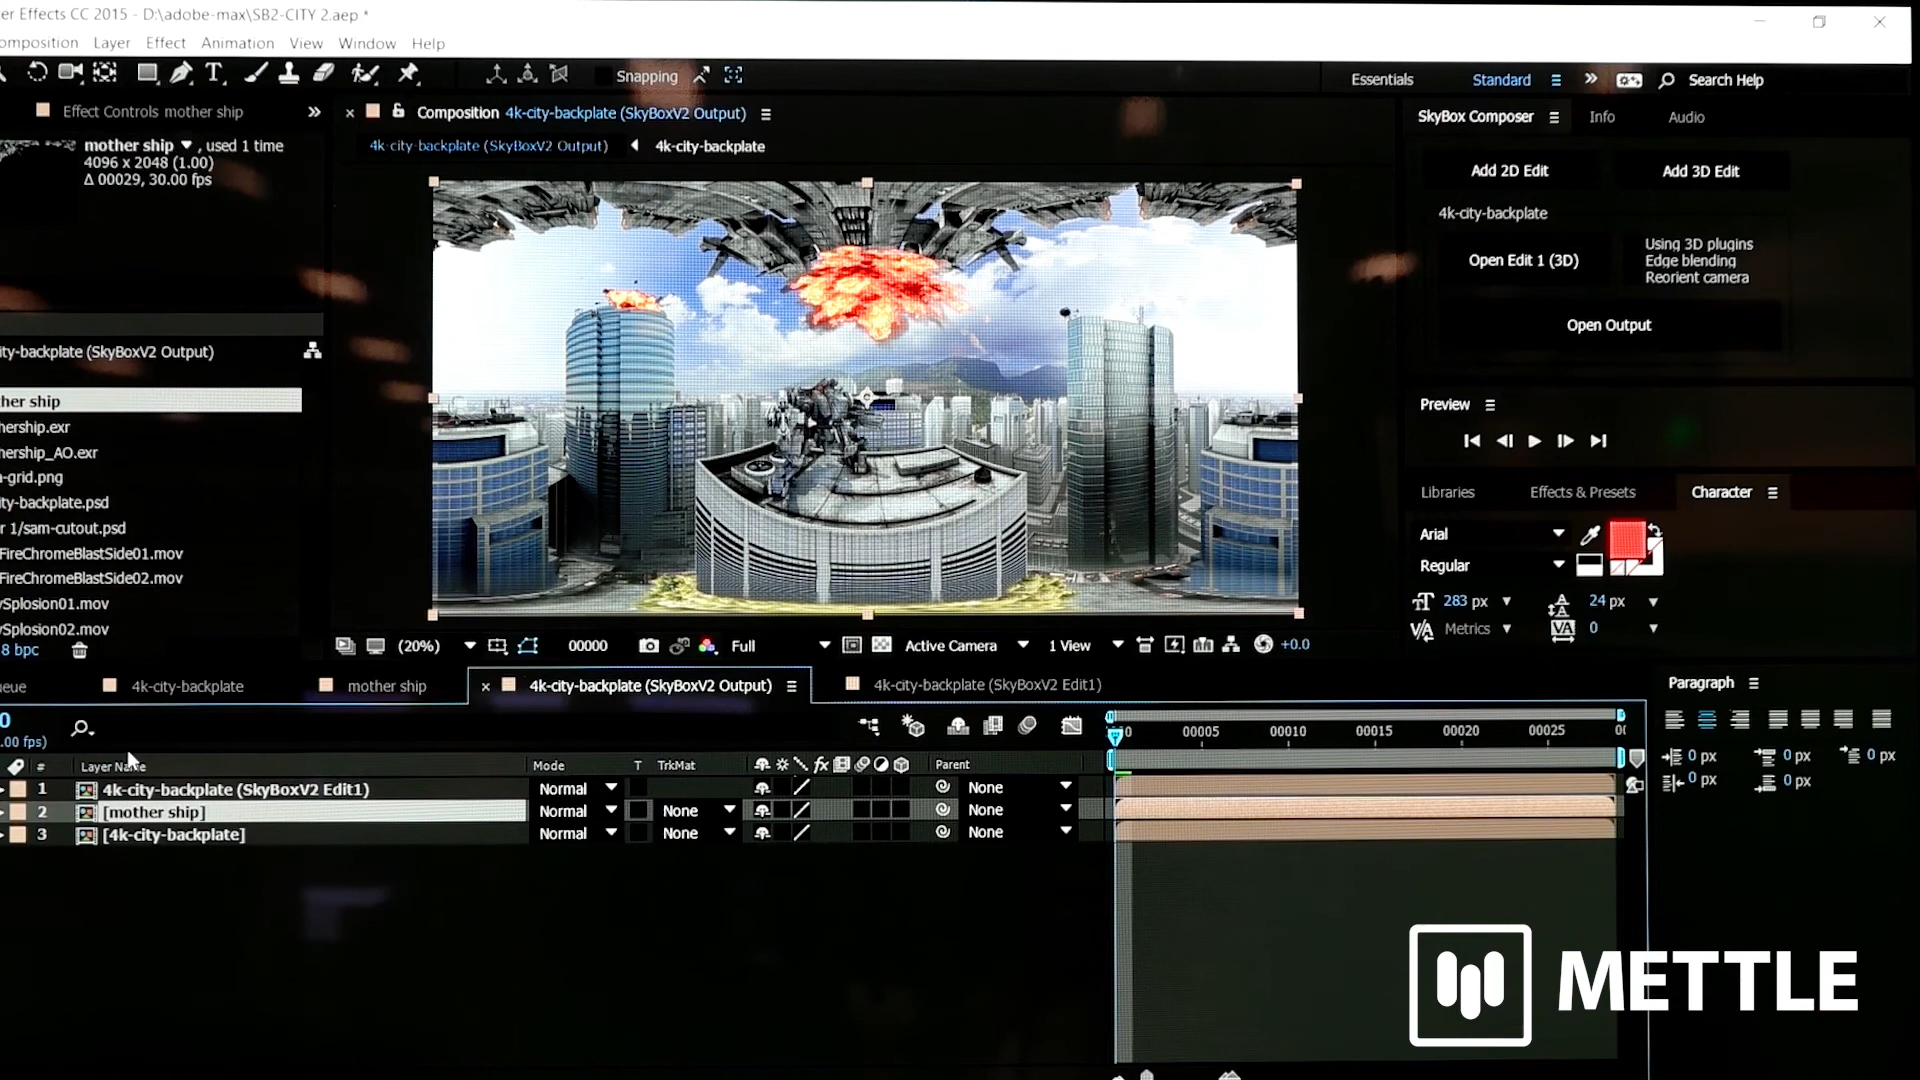 er Effects CC 2015 - D:\adobe-max\SB2-CITY 2.aep *
omposition Layer Effect Animation View Window Help
Snapping
Essentials Standard Search Help
Effect Controls mother ship
Composition 4k-city-backplate (SkyBoxV2 Output)
SkyBox Composer Info Audio
mother ship , used 1 time
4096 x 2048 (1.00)
Δ 00029, 30.00 fps
4k-city-backplate (SkyBoxV2 Output) 4k-city-backplate
Add 2D Edit Add 3D Edit
4k-city-backplate
Open Edit 1 (3D)
Using 3D plugins
Edge blending
Reorient camera
Open Output
ity-backplate (SkyBoxV2 Output)
her ship
hership.exr
hership_AO.exr
-grid.png
ity-backplate.psd
r 1/sam-cutout.psd
FireChromeBlastSide01.mov
FireChromeBlastSide02.mov
ySplosion01.mov
ySplosion02.mov
8 bpc
Preview
Libraries Effects & Presets Character
Arial
Regular
283 px 24 px
Metrics 0
(20%) 00000 Full Active Camera 1 View +0.0
eue 4k-city-backplate mother ship 4k-city-backplate (SkyBoxV2 Output) 4k-city-backplate (SkyBoxV2 Edit1)
Paragraph
0
.00 fps)
00005 00010 00015 00020 00025
0 px 0 px 0 px
0 px 0 px
# Layer Name Mode T TrkMat fx Parent
1 4k-city-backplate (SkyBoxV2 Edit1) Normal None
2 [mother ship] Normal None None
3 [4k-city-backplate] Normal None None
METTLE